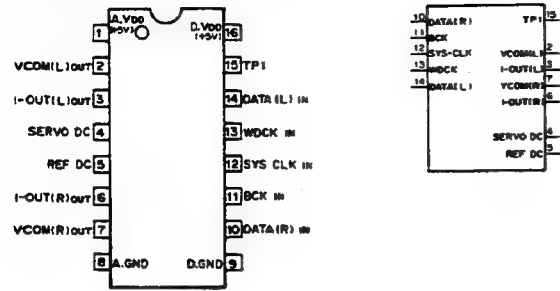 1 A.VDD (+5V)
D.VDD (+5V) 16
VCOM(L)OUT 2
15 TP1
I-OUT(L)OUT 3
14 DATA(L) IN
SERVO DC 4
13 WDCK IN
REF DC 5
12 SYS CLK IN
I-OUT(R)OUT 6
11 BCK IN
VCOM(R)OUT 7
10 DATA(R) IN
8 A.GND
D.GND 9
10 DATA(R)
TP1 15
11 BCK
12 SYS-CLK
VCOM(L) 2
13 WDCK
I-OUT(L) 3
14 DATA(L)
VCOM(R) 7
I-OUT(R) 6
SERVO DC 4
REF DC 5